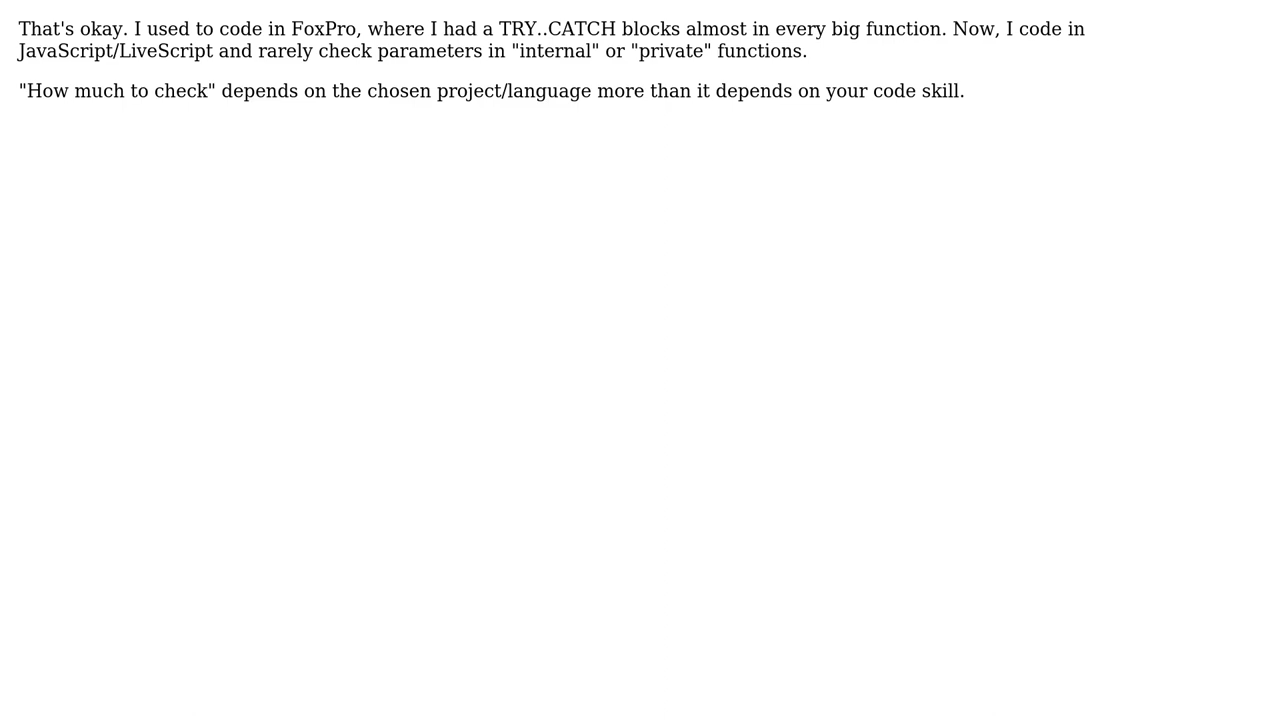 That's okay. I used to code in FoxPro, where I had a TRY..CATCH blocks almost in every big function. Now, I code in
JavaScript/LiveScript and rarely check parameters in "internal" or "private" functions.
"How much to check" depends on the chosen project/language more than it depends on your code skill.